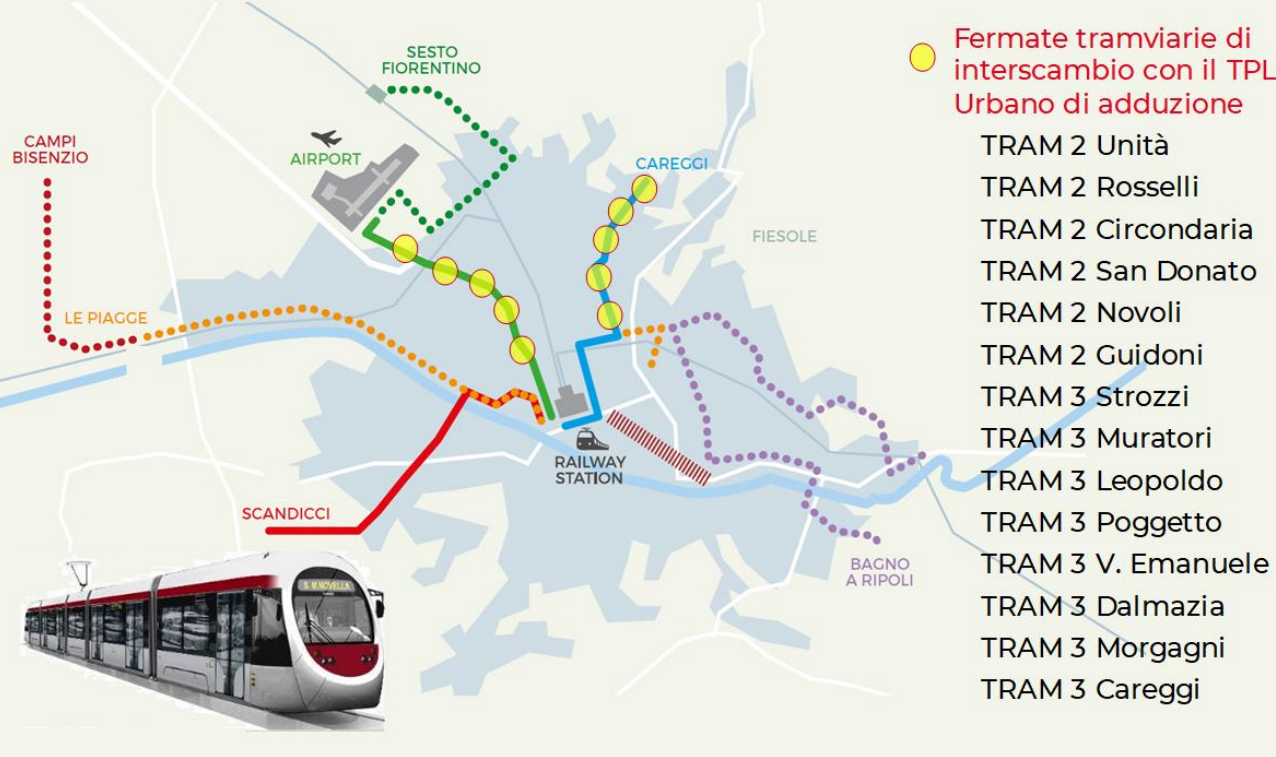 SESTO
FIORENTINO
CAMPI
BISENZIO
AIRPORT
CAREGGI
FIESOLE
LE PIAGGE
RAILWAY
STATION
SCANDICCI
BAGNO
A RIPOLI
S. M. NOVELLA
Fermate tramviarie di
interscambio con il TPL
Urbano di adduzione
TRAM 2 Unità
TRAM 2 Rosselli
TRAM 2 Circondaria
TRAM 2 San Donato
TRAM 2 Novoli
TRAM 2 Guidoni
TRAM 3 Strozzi
TRAM 3 Muratori
TRAM 3 Leopoldo
TRAM 3 Poggetto
TRAM 3 V. Emanuele
TRAM 3 Dalmazia
TRAM 3 Morgagni
TRAM 3 Careggi